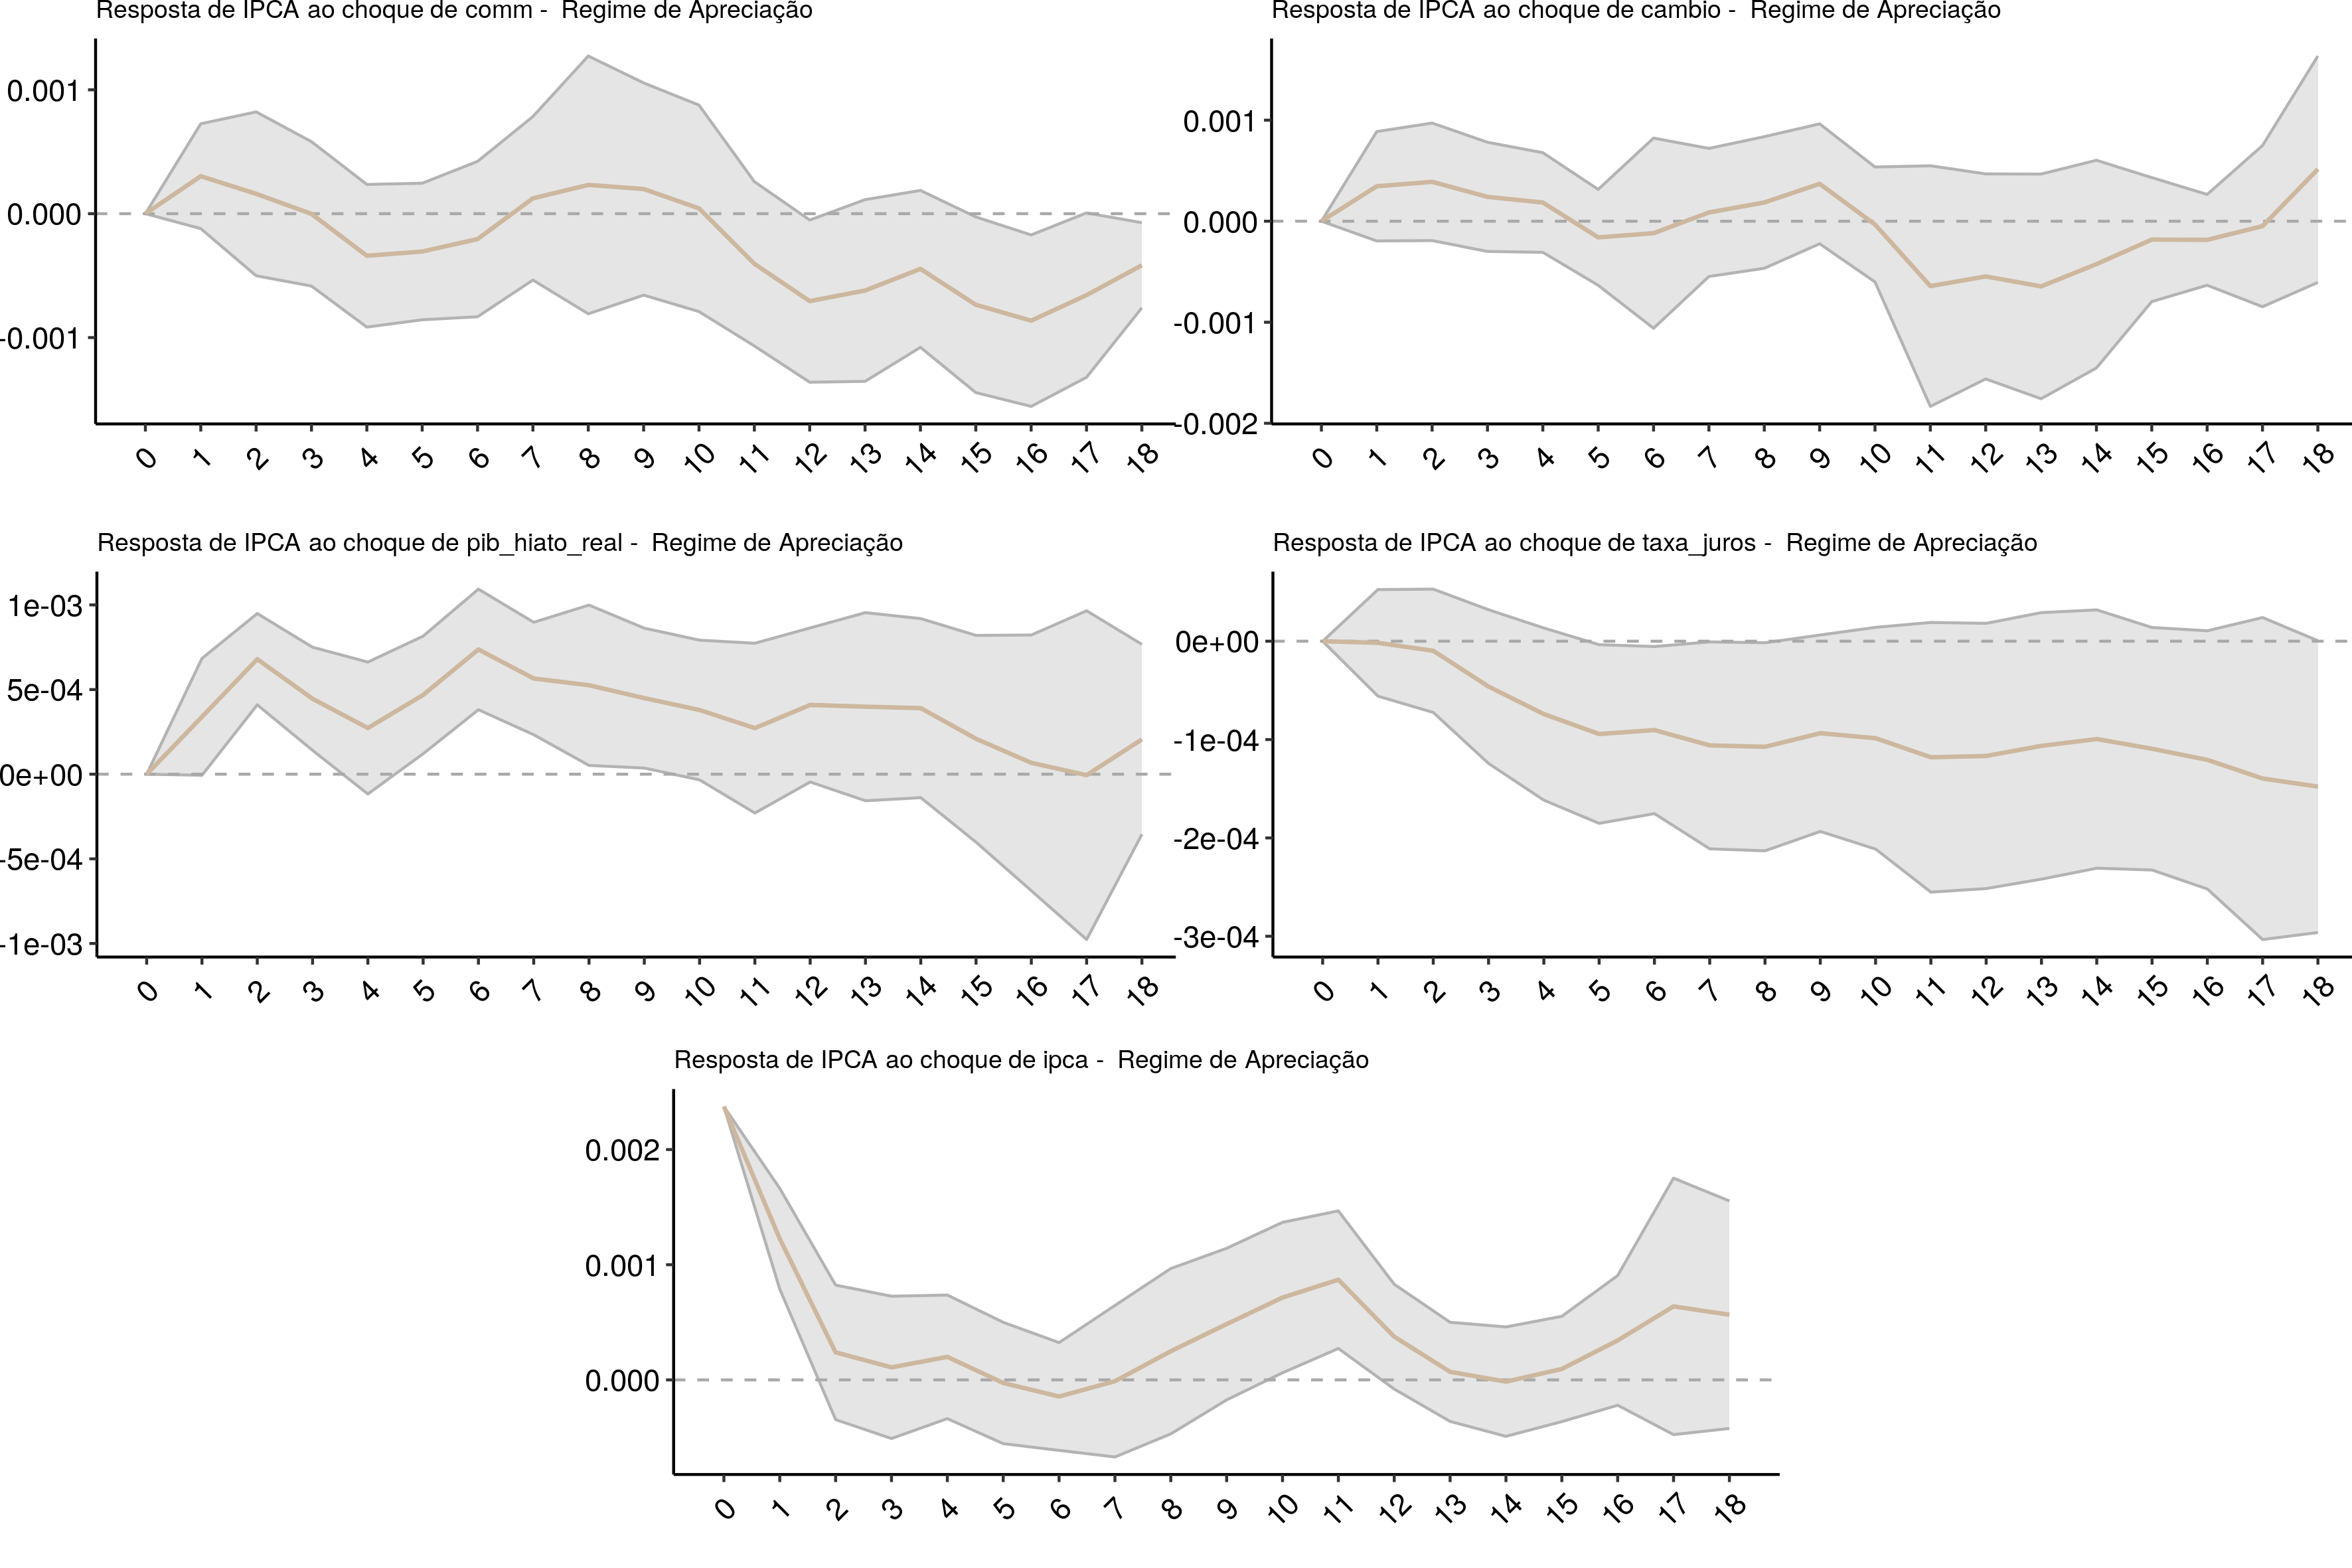 Resposta de IPCA ao choque de comm -  Regime de Apreciação
0.001
0.000
-0.001
0 1 2 3 4 5 6 7 8 9 10 11 12 13 14 15 16 17 18
Resposta de IPCA ao choque de cambio -  Regime de Apreciação
0.001
0.000
-0.001
-0.002
0 1 2 3 4 5 6 7 8 9 10 11 12 13 14 15 16 17 18
Resposta de IPCA ao choque de pib_hiato_real -  Regime de Apreciação
1e-03
5e-04
0e+00
-5e-04
-1e-03
0 1 2 3 4 5 6 7 8 9 10 11 12 13 14 15 16 17 18
Resposta de IPCA ao choque de taxa_juros -  Regime de Apreciação
0e+00
-1e-04
-2e-04
-3e-04
0 1 2 3 4 5 6 7 8 9 10 11 12 13 14 15 16 17 18
Resposta de IPCA ao choque de ipca -  Regime de Apreciação
0.002
0.001
0.000
0 1 2 3 4 5 6 7 8 9 10 11 12 13 14 15 16 17 18